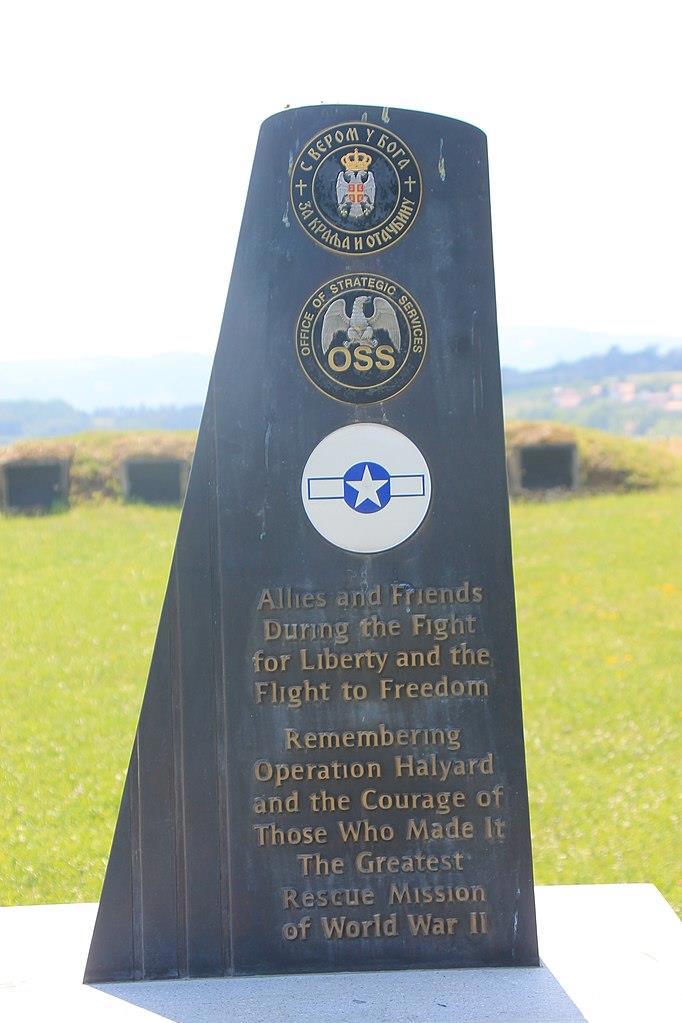 С ВЕРОМ У БОГА
ЗА КРАЉА И ОТАЧБИНУ
OFFICE OF STRATEGIC SERVICES
OSS
Allies and Friends
During the Fight
for Liberty and the
Flight to Freedom
Remembering
Operation Halyard
and the Courage of
Those Who Made It
The Greatest
Rescue Mission
of World War II